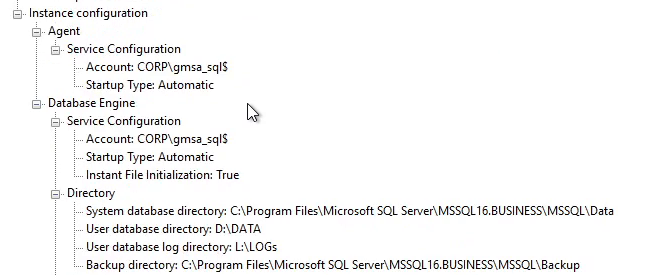 Instance configuration
Agent
Service Configuration
Account: CORP\gmsa_sql$
Startup Type: Automatic
Database Engine
Service Configuration
Account: CORP\gmsa_sql$
Startup Type: Automatic
Instant File Initialization: True
Directory
System database directory: C:\Program Files\Microsoft SQL Server\MSSQL16.BUSINESS\MSSQL\Data
User database directory: D:\DATA
User database log directory: L:\LOGs
Backup directory: C:\Program Files\Microsoft SQL Server\MSSQL16.BUSINESS\MSSQL\Backup